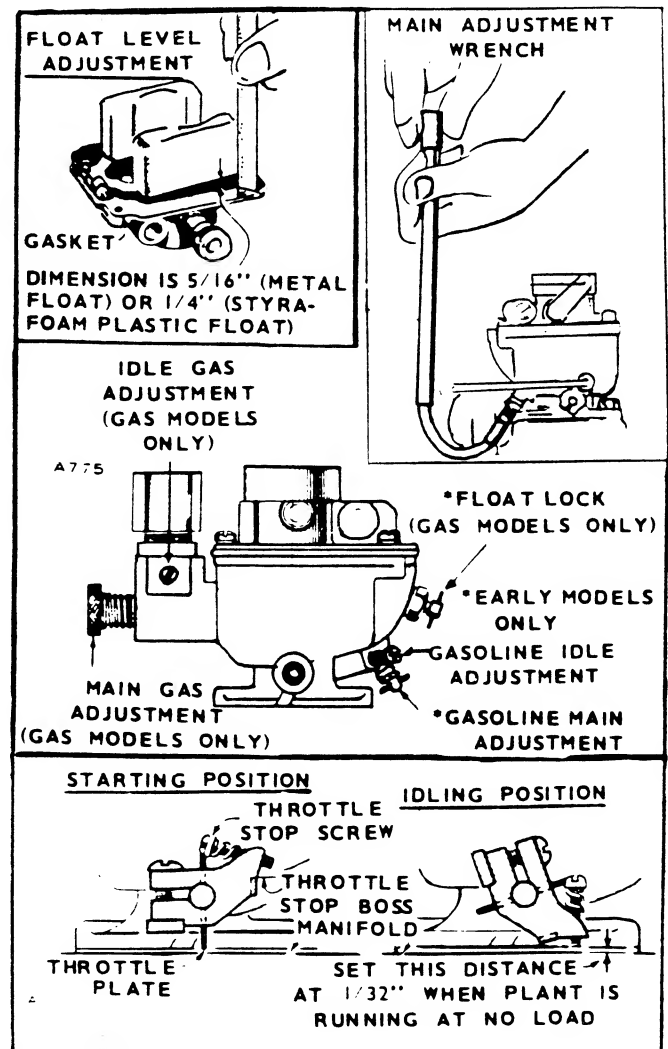 FLOAT LEVEL
ADJUSTMENT
GASKET
DIMENSION IS 5/16" (METAL
FLOAT) OR 1/4" (STYRA-
FOAM PLASTIC FLOAT)
MAIN ADJUSTMENT
WRENCH
IDLE GAS
ADJUSTMENT
(GAS MODELS
ONLY)
A775
*FLOAT LOCK
(GAS MODELS ONLY)
*EARLY MODELS
ONLY
GASOLINE IDLE
ADJUSTMENT
*GASOLINE MAIN
ADJUSTMENT
MAIN GAS
ADJUSTMENT
(GAS MODELS ONLY)
STARTING POSITION
THROTTLE
STOP SCREW
IDLING POSITION
THROTTLE
STOP BOSS
MANIFOLD
THROTTLE
PLATE
SET THIS DISTANCE
AT 1/32" WHEN PLANT IS
RUNNING AT NO LOAD